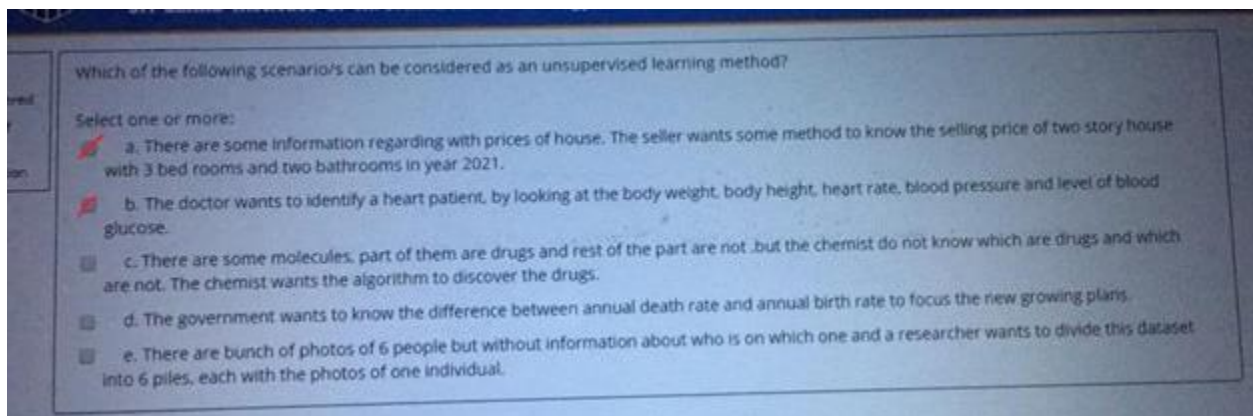 Which of the following scenario/s can be considered as an unsupervised learning method?
Select one or more:
a. There are some information regarding with prices of house. The seller wants some method to know the selling price of two story house
with 3 bed rooms and two bathrooms in year 2021.
b. The doctor wants to identify a heart patient, by looking at the body weight, body height, heart rate, blood pressure and level of blood
glucose.
c. There are some molecules, part of them are drugs and rest of the part are not .but the chemist do not know which are drugs and which
are not. The chemist wants the algorithm to discover the drugs.
d. The government wants to know the difference between annual death rate and annual birth rate to focus the new growing plans.
e. There are bunch of photos of 6 people but without information about who is on which one and a researcher wants to divide this dataset
into 6 piles, each with the photos of one individual.